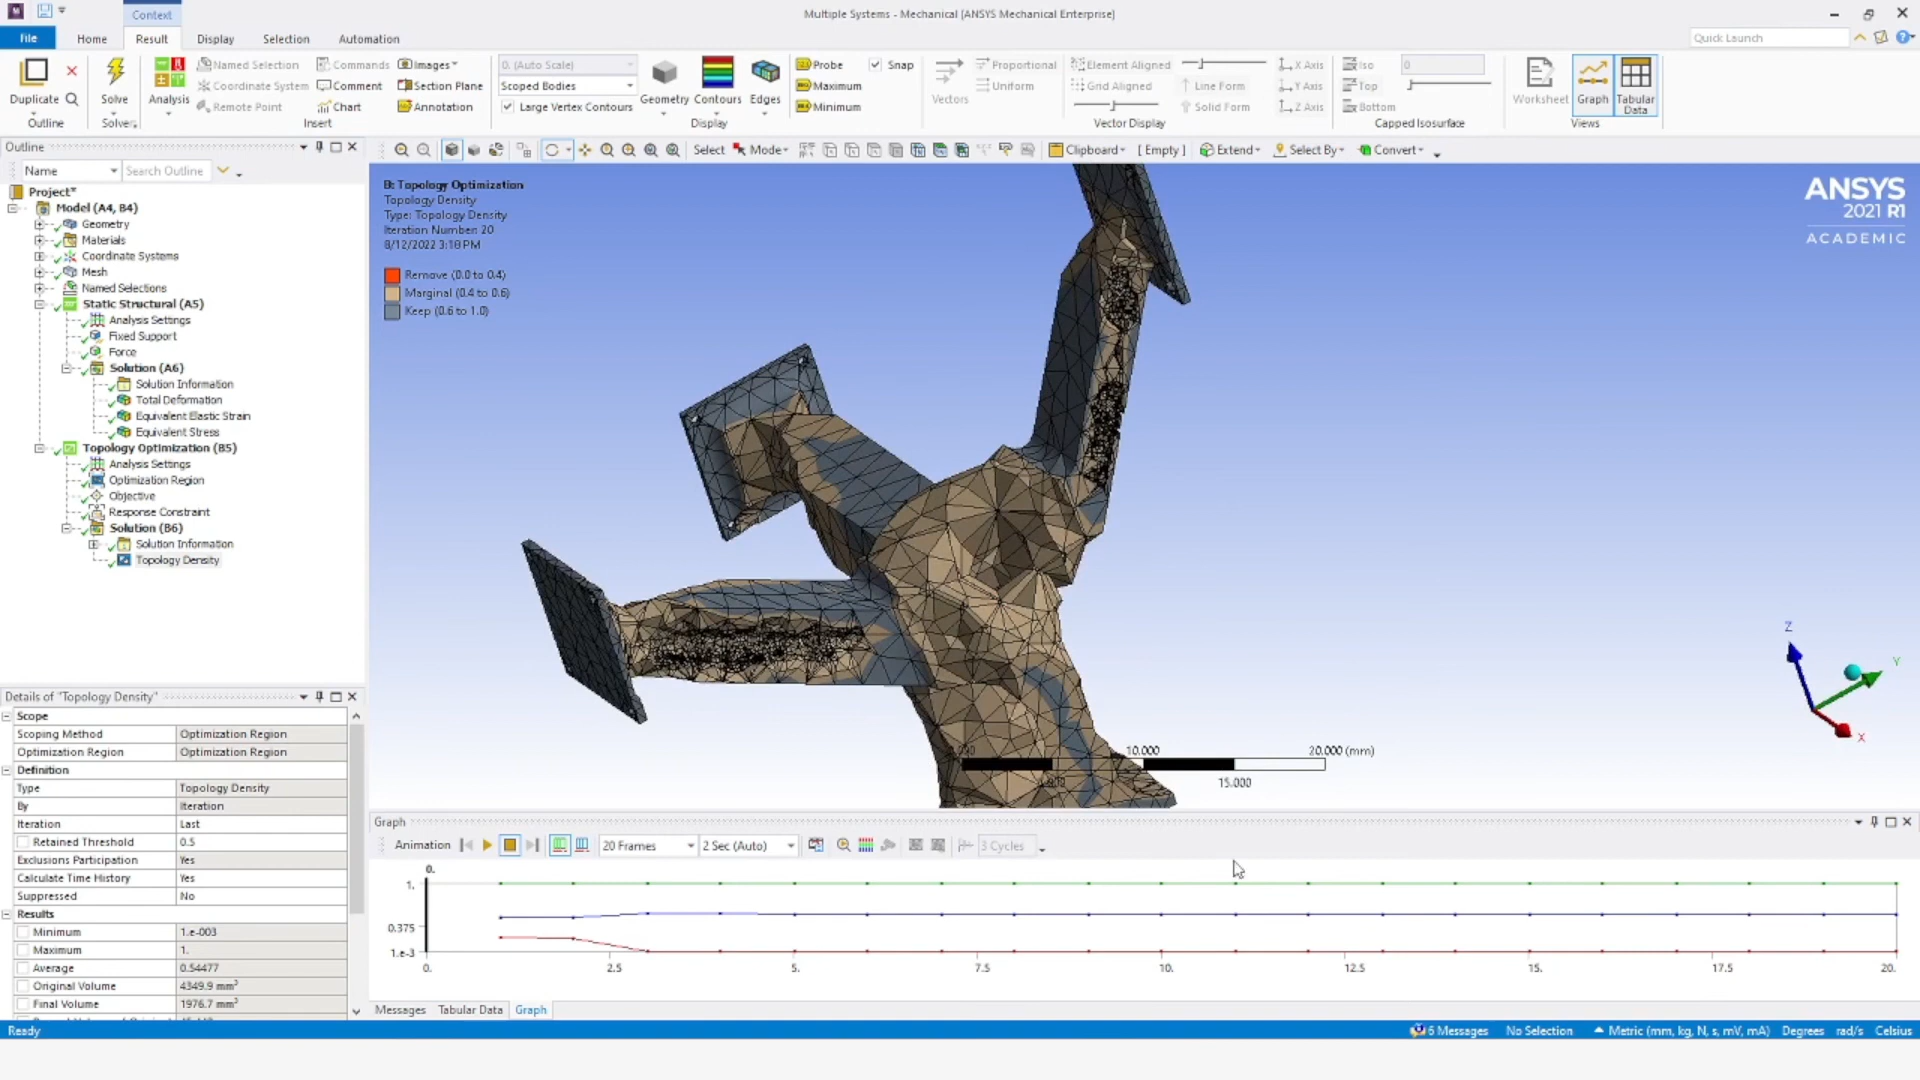 Context
Multiple Systems - Mechanical [ANSYS Mechanical Enterprise]
File Home Result Display Selection Automation
Quick Launch
Duplicate
Outline
Solve
Solver
Analysis
Named Selection
Coordinate System
Remote Point
Commands
Comment
Chart
Images
Section Plane
Annotation
Insert
0. (Auto Scale)
Scoped Bodies
Large Vertex Contours
Geometry
Contours
Edges
Display
Probe
Maximum
Minimum
Snap
Vectors
Proportional
Uniform
Element Aligned
Grid Aligned
Line Form
Solid Form
X Axis
Y Axis
Z Axis
Vector Display
Iso
Top
Bottom
0
Capped Isosurface
Worksheet
Graph
Tabular Data
Views
Outline
Name
Search Outline
Select Mode Clipboard [ Empty ] Extend Select By Convert
Project*
Model (A4, B4)
Geometry
Materials
Coordinate Systems
Mesh
Named Selections
Static Structural (A5)
Analysis Settings
Fixed Support
Force
Solution (A6)
Solution Information
Total Deformation
Equivalent Elastic Strain
Equivalent Stress
Topology Optimization (B5)
Analysis Settings
Optimization Region
Objective
Response Constraint
Solution (B6)
Solution Information
Topology Density
B: Topology Optimization
Topology Density
Type: Topology Density
Iteration Number: 20
8/12/2022 3:18 PM
Remove (0.0 to 0.4)
Marginal (0.4 to 0.6)
Keep (0.6 to 1.0)
ANSYS
2021 R1
ACADEMIC
Z
Y
X
10.000 20.000 (mm)
15.000
Details of "Topology Density"
Scope
Scoping Method Optimization Region
Optimization Region Optimization Region
Definition
Type Topology Density
By Iteration
Iteration Last
Retained Threshold 0.5
Exclusions Participation Yes
Calculate Time History Yes
Suppressed No
Results
Minimum 1.e-003
Maximum 1.
Average 0.54477
Original Volume 4349.9 mm³
Final Volume 1976.7 mm³
Graph
Animation 20 Frames 2 Sec (Auto) 3 Cycles
0.
1.
0.375
1.e-3
0. 2.5 5. 7.5 10. 12.5 15. 17.5 20.
Messages Tabular Data Graph
Ready
6 Messages No Selection Metric (mm, kg, N, s, mV, mA) Degrees rad/s Celsius